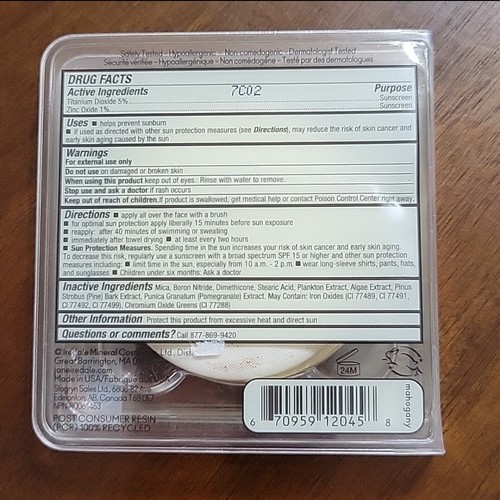 Safety Tested - Hypoallergenic - Non-comedogenic - Dermatologist Tested
Sécurité vérifiée - Hypoallergénique - Non comédogène - Testé par des dermatologues
DRUG FACTS
Active Ingredients 7C02 Purpose
Titanium Dioxide 5% Sunscreen
Zinc Oxide 1% Sunscreen
Uses ■ helps prevent sunburn
■ if used as directed with other sun protection measures (see Directions), may reduce the risk of skin cancer and
early skin aging caused by the sun
Warnings
For external use only
Do not use on damaged or broken skin
When using this product keep out of eyes. Rinse with water to remove.
Stop use and ask a doctor if rash occurs
Keep out of reach of children. If product is swallowed, get medical help or contact Poison Control Center right away.
Directions ■ apply all over the face with a brush
■ for optimal sun protection apply liberally 15 minutes before sun exposure
■ reapply: after 40 minutes of swimming or sweating
■ immediately after towel drying ■ at least every two hours
■ Sun Protection Measures. Spending time in the sun increases your risk of skin cancer and early skin aging.
To decrease this risk, regularly use a sunscreen with a broad spectrum SPF 15 or higher and other sun protection
measures including: ■ limit time in the sun, especially from 10 a.m. - 2 p.m. ■ wear long-sleeve shirts, pants, hats,
and sunglasses ■ Children under six months: Ask a doctor
Inactive Ingredients Mica, Boron Nitride, Dimethicone, Stearic Acid, Plankton Extract, Algae Extract, Pinus
Strobus (Pine) Bark Extract, Punica Granatum (Pomegranate) Extract. May Contain: Iron Oxides (CI 77489, CI 77491,
CI 77492, CI 77499), Chromium Oxide Greens (CI 77288)
Other Information Protect this product from excessive heat and direct sun
Questions or comments? Call 877-869-9420
© Iredale Mineral Ltd., Dist.
Great Barrington, MA
janeiredale.com
Made in USA/Fabriqué aux
Stogryn Sales Ltd.,
Edmonton, AB, Canada
POST CONSUMER RESIN
(PCR) 100% RECYCLED
24M
mahogany
6 70959 12045 8